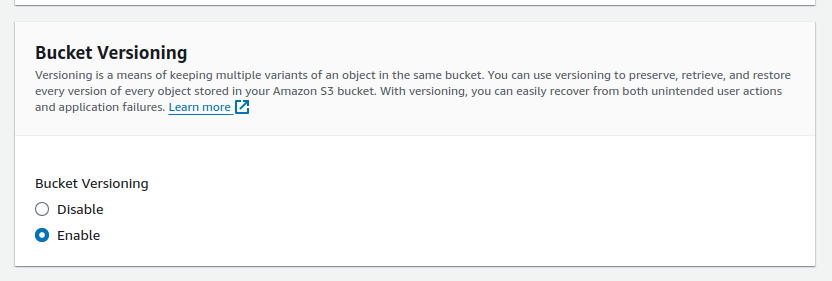 Bucket Versioning
Versioning is a means of keeping multiple variants of an object in the same bucket. You can use versioning to preserve, retrieve, and restore
every version of every object stored in your Amazon S3 bucket. With versioning, you can easily recover from both unintended user actions
and application failures. Learn more
Bucket Versioning
Disable
Enable